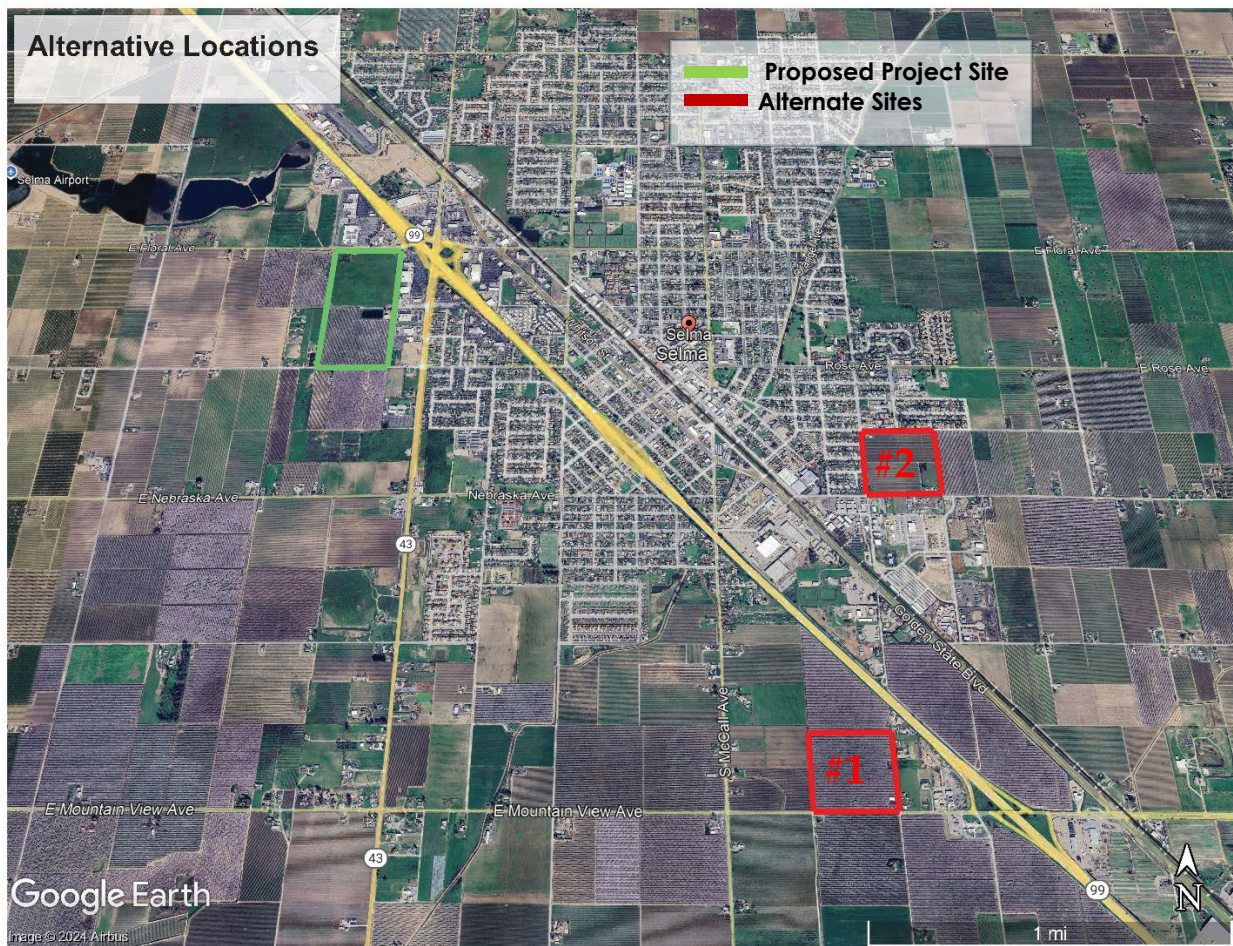 Alternative Locations
Proposed Project Site
Alternate Sites
Selma Airport
E Floral Ave
99
E Floral Ave
Selma
Selma
Rose Ave
E Rose Ave
#2
E Nebraska Ave
Nebraska Ave
43
Golden State Blvd
S McCall Ave
#1
E Mountain View Ave
E Mountain View Ave
43
99
N
Google Earth
Image © 2024 Airbus
1 mi